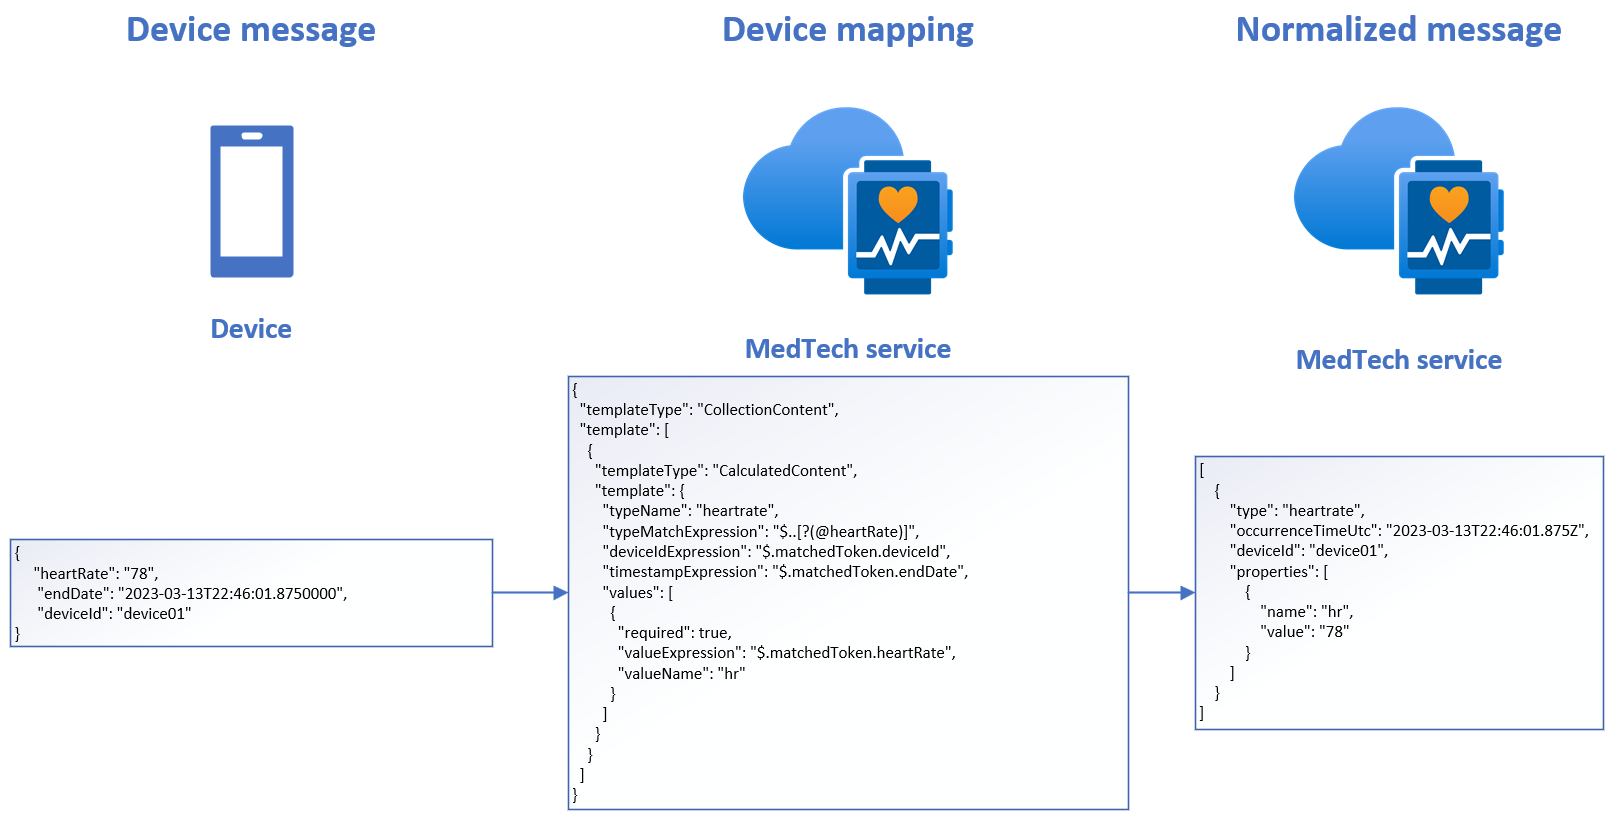 Device message
Device mapping
Normalized message
Device
MedTech service
MedTech service
{
"heartRate": "78",
"endDate": "2023-03-13T22:46:01.8750000",
"deviceId": "device01"
}
{
"templateType": "CollectionContent",
"template": [
{
"templateType": "CalculatedContent",
"template": {
"typeName": "heartrate",
"typeMatchExpression": "$..[?(@heartRate)]",
"deviceIdExpression": "$.matchedToken.deviceId",
"timestampExpression": "$.matchedToken.endDate",
"values": [
{
"required": true,
"valueExpression": "$.matchedToken.heartRate",
"valueName": "hr"
}
]
}
}
]
}
[
{
"type": "heartrate",
"occurrenceTimeUtc": "2023-03-13T22:46:01.875Z",
"deviceId": "device01",
"properties": [
{
"name": "hr",
"value": "78"
}
]
}
]